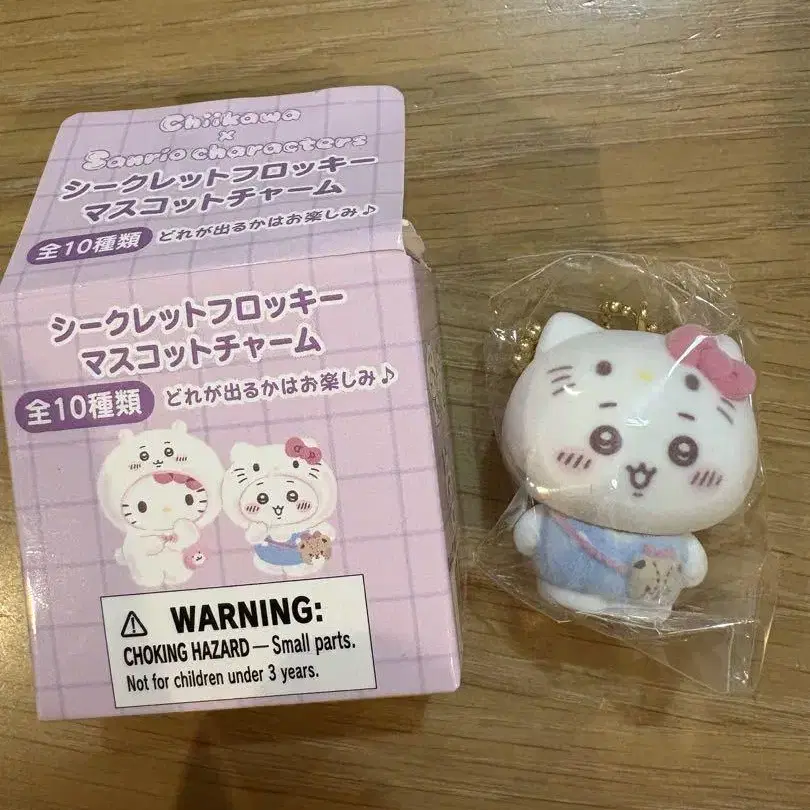 Chiikawa
×
Sanrio characters
シークレットフロッキー
マスコットチャーム
全10種類 どれが出るかはお楽しみ♪
シークレットフロッキー
マスコットチャーム
全10種類 どれが出るかはお楽しみ♪
⚠ WARNING:
CHOKING HAZARD — Small parts.
Not for children under 3 years.